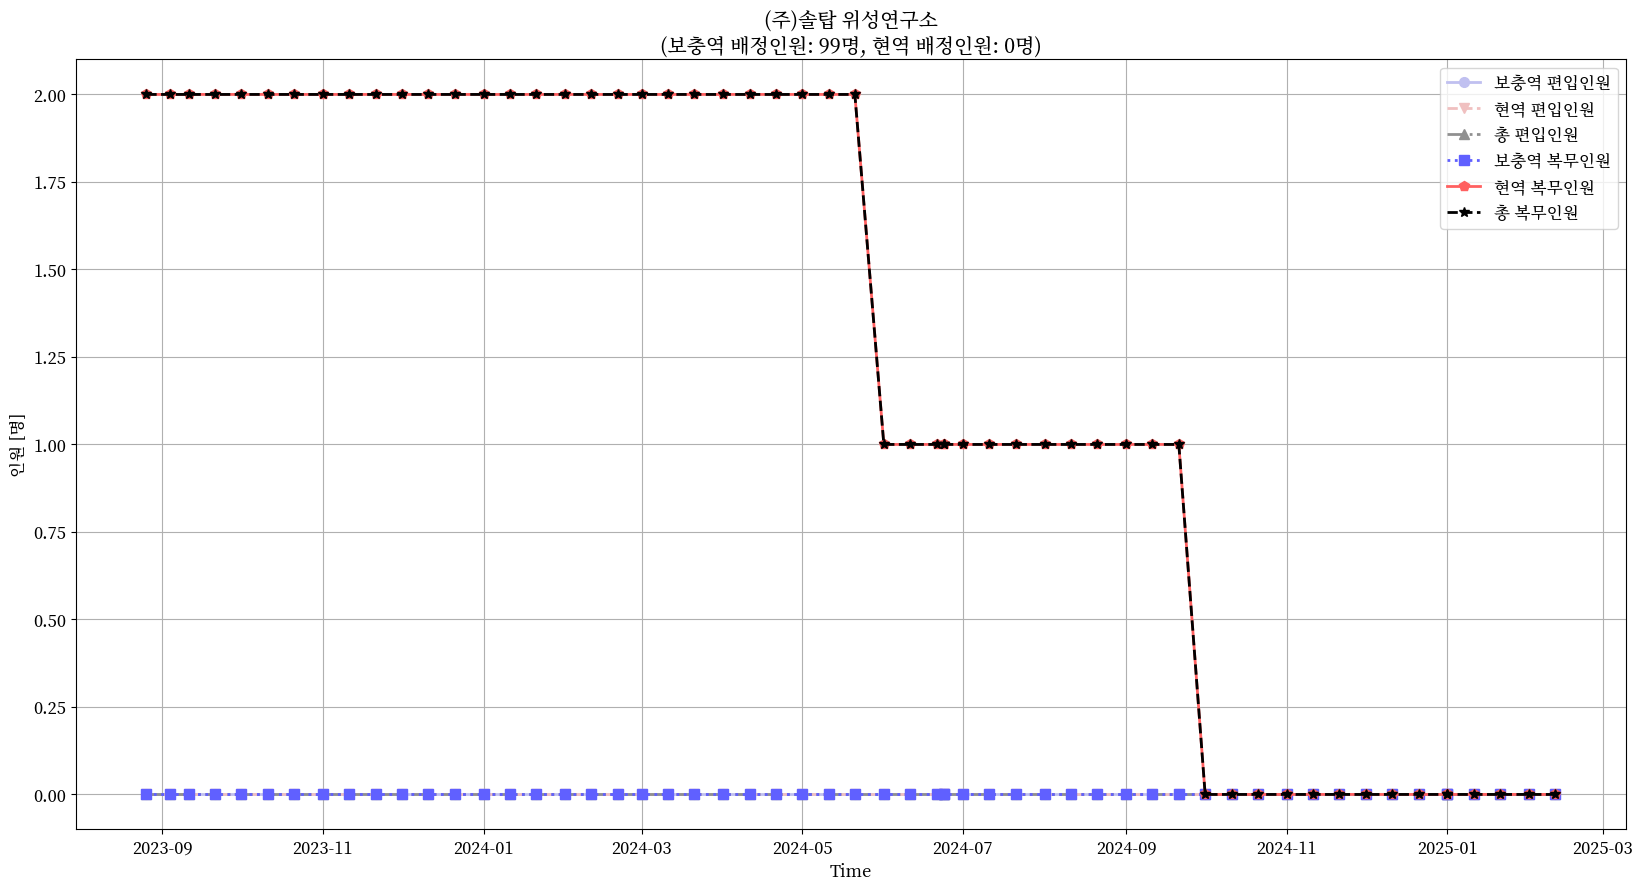 (주)솔탑 위성연구소
(보충역 배정인원: 99명, 현역 배정인원: 0명)
보충역 편입인원
현역 편입인원
총 편입인원
보충역 복무인원
현역 복무인원
총 복무인원
2.00
1.75
1.50
1.25
1.00
0.75
0.50
0.25
0.00
인원 [명]
2023-09 2023-11 2024-01 2024-03 2024-05 2024-07 2024-09 2024-11 2025-01 2025-03
Time